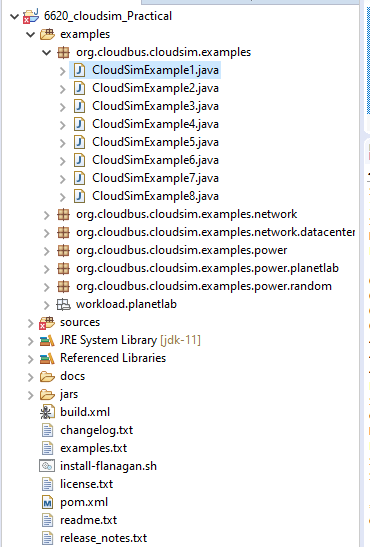 6620_cloudsim_Practical
examples
org.cloudbus.cloudsim.examples
CloudSimExample1.java
CloudSimExample2.java
CloudSimExample3.java
CloudSimExample4.java
CloudSimExample5.java
CloudSimExample6.java
CloudSimExample7.java
CloudSimExample8.java
org.cloudbus.cloudsim.examples.network
org.cloudbus.cloudsim.examples.network.datacenter
org.cloudbus.cloudsim.examples.power
org.cloudbus.cloudsim.examples.power.planetlab
org.cloudbus.cloudsim.examples.power.random
workload.planetlab
sources
JRE System Library [jdk-11]
Referenced Libraries
docs
jars
build.xml
changelog.txt
examples.txt
install-flanagan.sh
license.txt
pom.xml
readme.txt
release_notes.txt